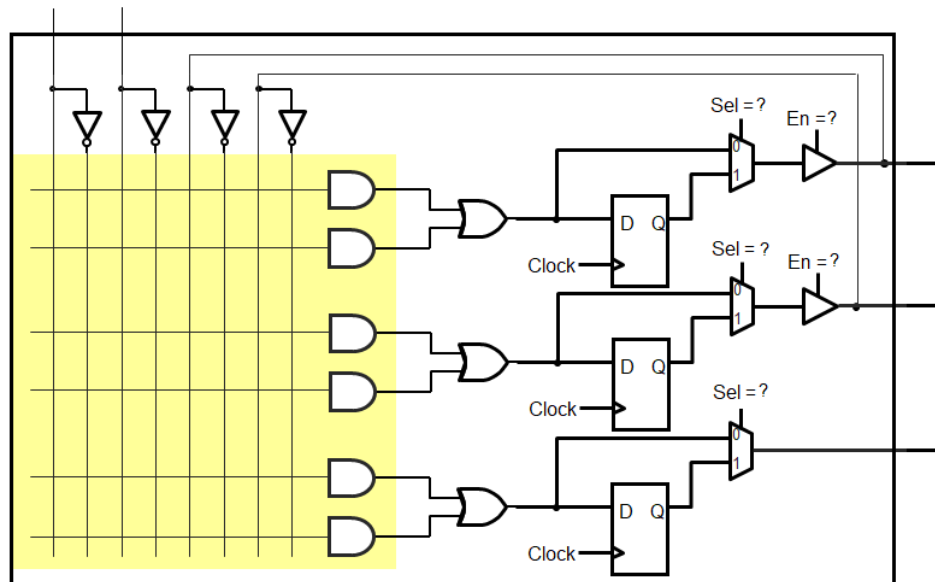 Sel = ?
En = ?
0
1
D Q
Clock
Sel = ?
En = ?
0
1
D Q
Clock
Sel = ?
0
1
D Q
Clock